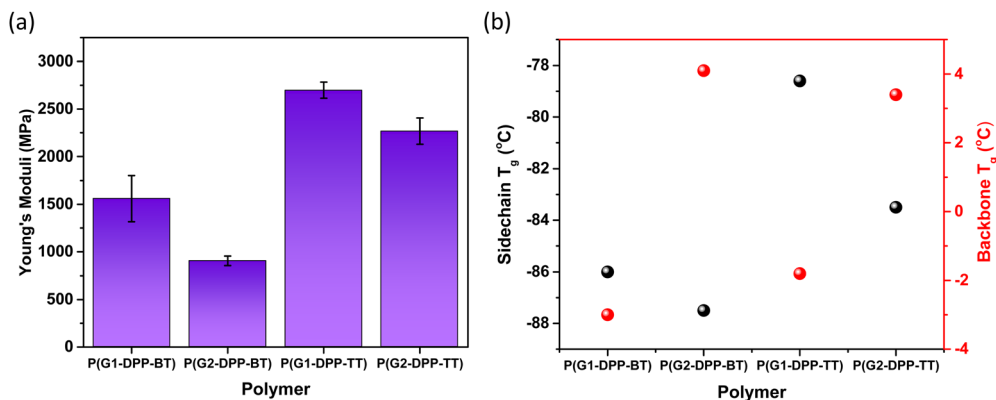 (a)
3000
2500
2000
1500
1000
500
0
Young's Moduli (MPa)
P(G1-DPP-BT) P(G2-DPP-BT) P(G1-DPP-TT) P(G2-DPP-TT)
Polymer
(b)
-78
-80
-82
-84
-86
-88
Sidechain Tg (°C)
4
2
0
-2
-4
Backbone Tg (°C)
P(G1-DPP-BT) P(G2-DPP-BT) P(G1-DPP-TT) P(G2-DPP-TT)
Polymer